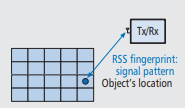 Tx/Rx
RSS fingerprint:
signal pattern
Object's location